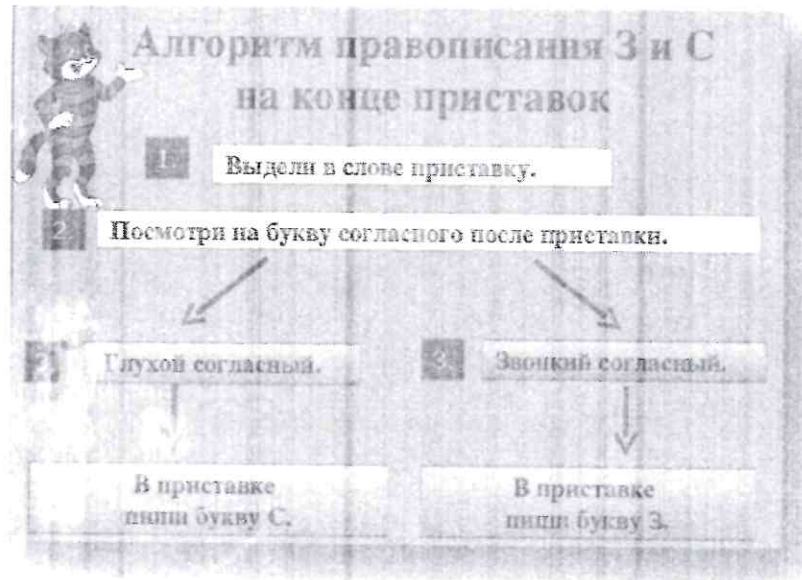 Алгоритм правописания З и С
на конце приставок
1 Выдели в слове приставку.
2 Посмотри на букву согласного после приставки.
3 Глухой согласный.
3 Звонкий согласный.
В приставке
пиши букву С.
В приставке
пиши букву З.